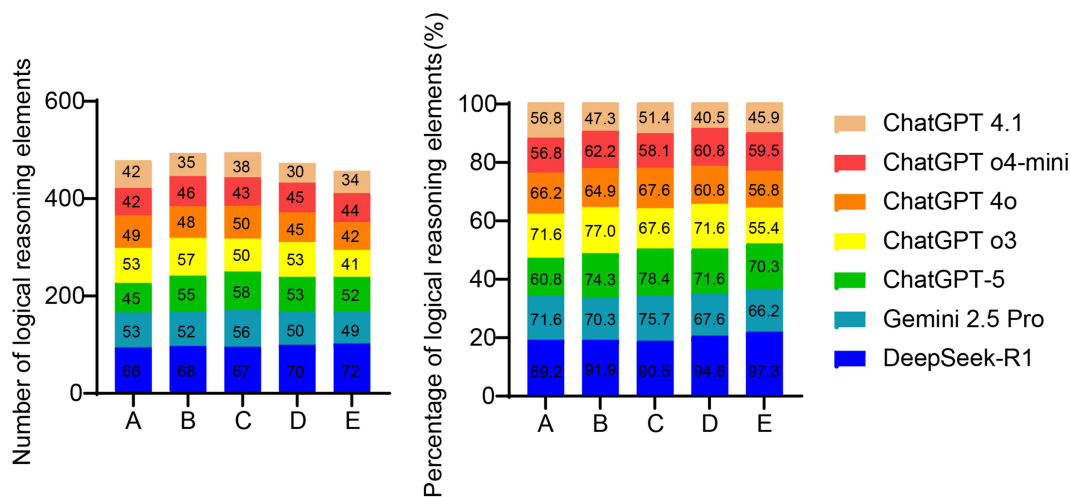 Number of logical reasoning elements
600
400
200
0
42 35 38 30 34
42 46 43 45 44
49 48 50 45 42
53 57 50 53 41
45 55 58 53 52
53 52 56 50 49
66 68 67 70 72
A B C D E
Percentage of logical reasoning elements(%)
100
80
60
40
20
0
56.8 47.3 51.4 40.5 45.9
56.8 62.2 58.1 60.8 59.5
66.2 64.9 67.6 60.8 56.8
71.6 77.0 67.6 71.6 55.4
60.8 74.3 78.4 71.6 70.3
71.6 70.3 75.7 67.6 66.2
89.2 91.9 90.5 94.6 97.3
A B C D E
ChatGPT 4.1
ChatGPT o4-mini
ChatGPT 4o
ChatGPT o3
ChatGPT-5
Gemini 2.5 Pro
DeepSeek-R1